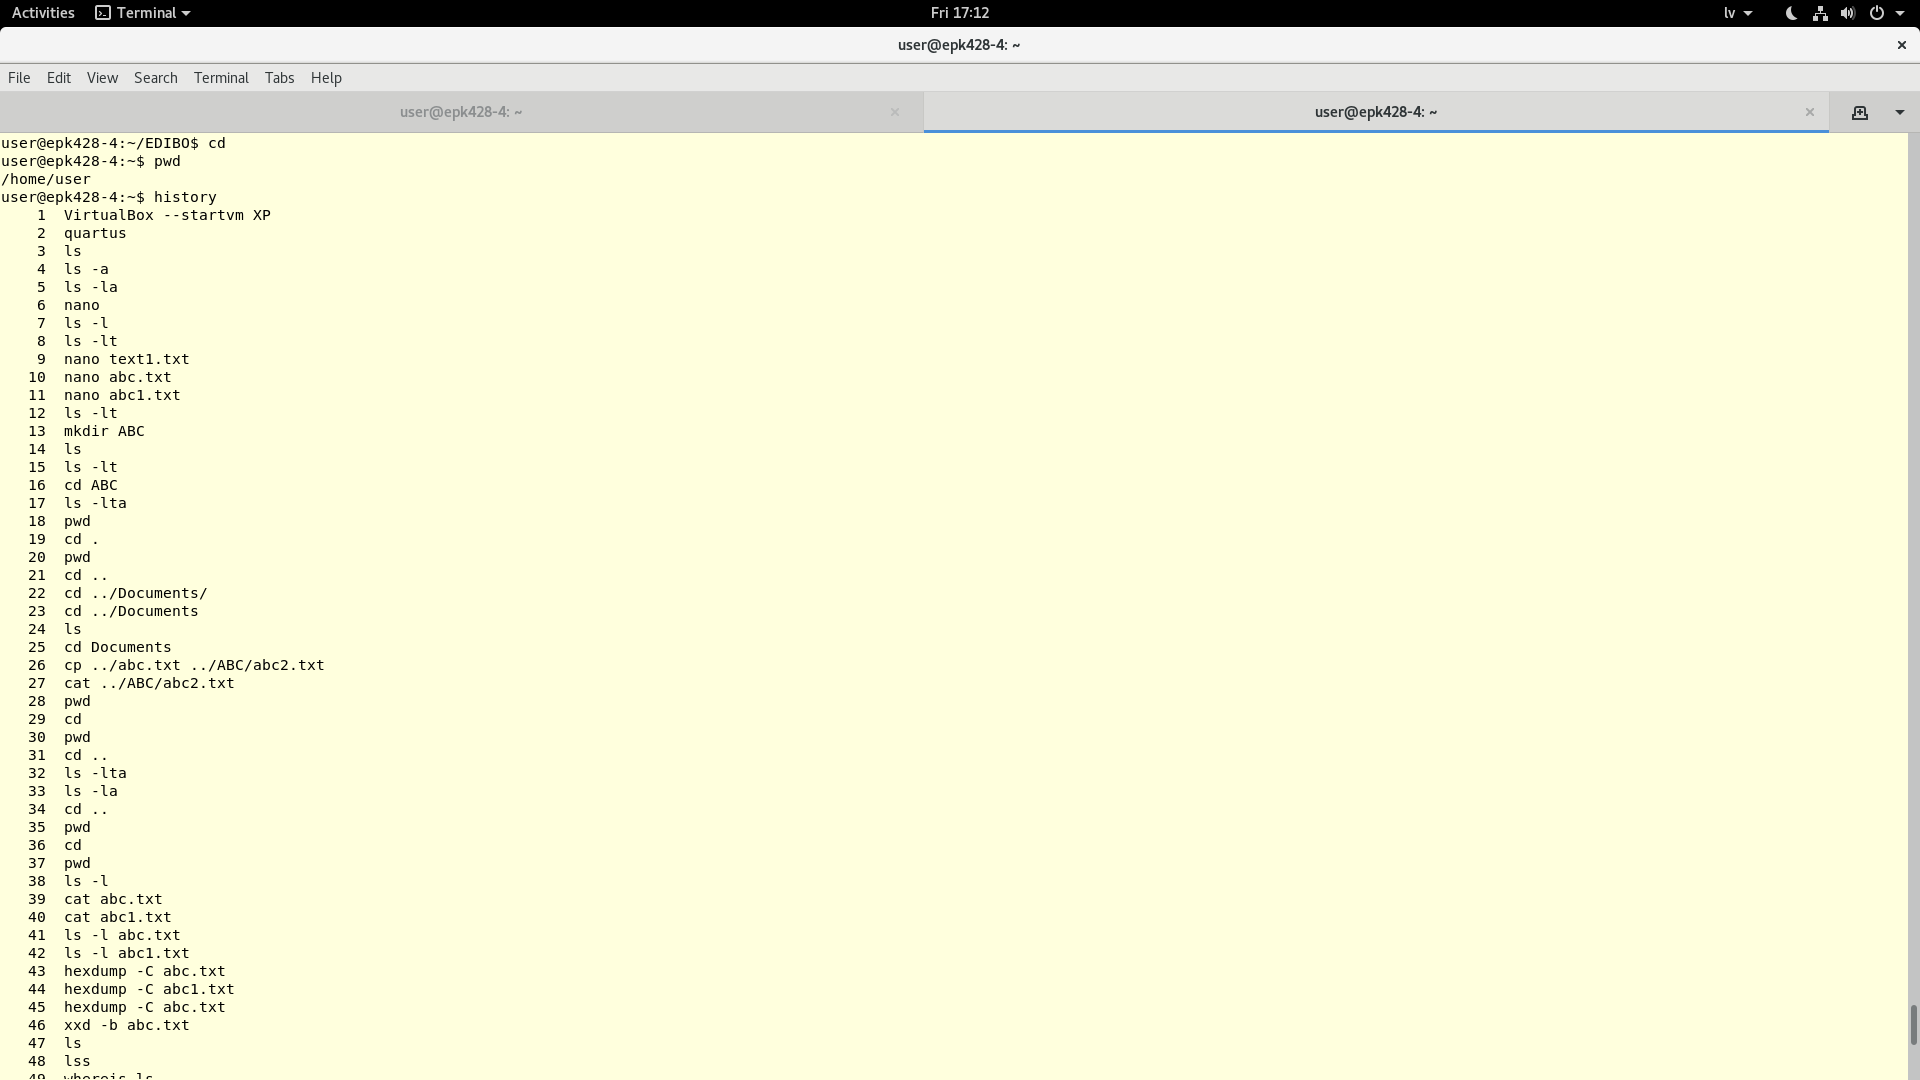 Activities Terminal Fri 17:12 lv
user@epk428-4: ~
File Edit View Search Terminal Tabs Help
user@epk428-4: ~ user@epk428-4: ~
user@epk428-4:~/EDIBO$ cd
user@epk428-4:~$ pwd
/home/user
user@epk428-4:~$ history
1 VirtualBox --startvm XP
2 quartus
3 ls
4 ls -a
5 ls -la
6 nano
7 ls -l
8 ls -lt
9 nano text1.txt
10 nano abc.txt
11 nano abc1.txt
12 ls -lt
13 mkdir ABC
14 ls
15 ls -lt
16 cd ABC
17 ls -lta
18 pwd
19 cd .
20 pwd
21 cd ..
22 cd ../Documents/
23 cd ../Documents
24 ls
25 cd Documents
26 cp ../abc.txt ../ABC/abc2.txt
27 cat ../ABC/abc2.txt
28 pwd
29 cd
30 pwd
31 cd ..
32 ls -lta
33 ls -la
34 cd ..
35 pwd
36 cd
37 pwd
38 ls -l
39 cat abc.txt
40 cat abc1.txt
41 ls -l abc.txt
42 ls -l abc1.txt
43 hexdump -C abc.txt
44 hexdump -C abc1.txt
45 hexdump -C abc.txt
46 xxd -b abc.txt
47 ls
48 lss
49 whereis ls